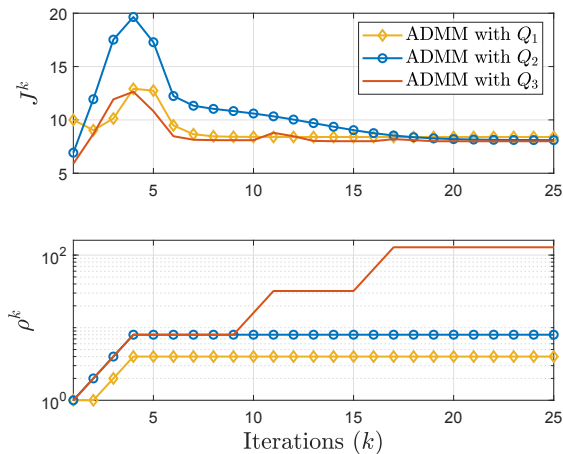 20
15
10
5
J^k
ADMM with Q_1
ADMM with Q_2
ADMM with Q_3
5 10 15 20 25
10^2
10^0
ρ^k
5 10 15 20 25
Iterations (k)